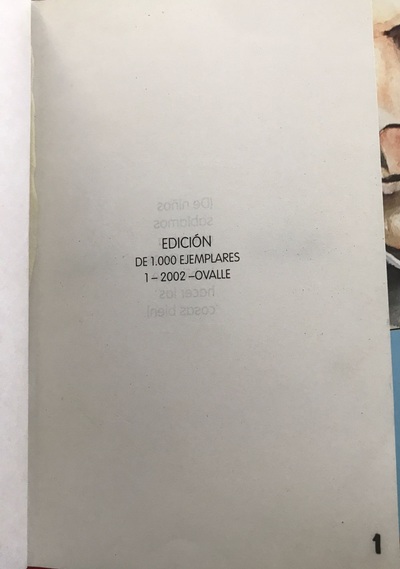 EDICIÓN
DE 1.000 EJEMPLARES
1 – 2002 –OVALLE
1